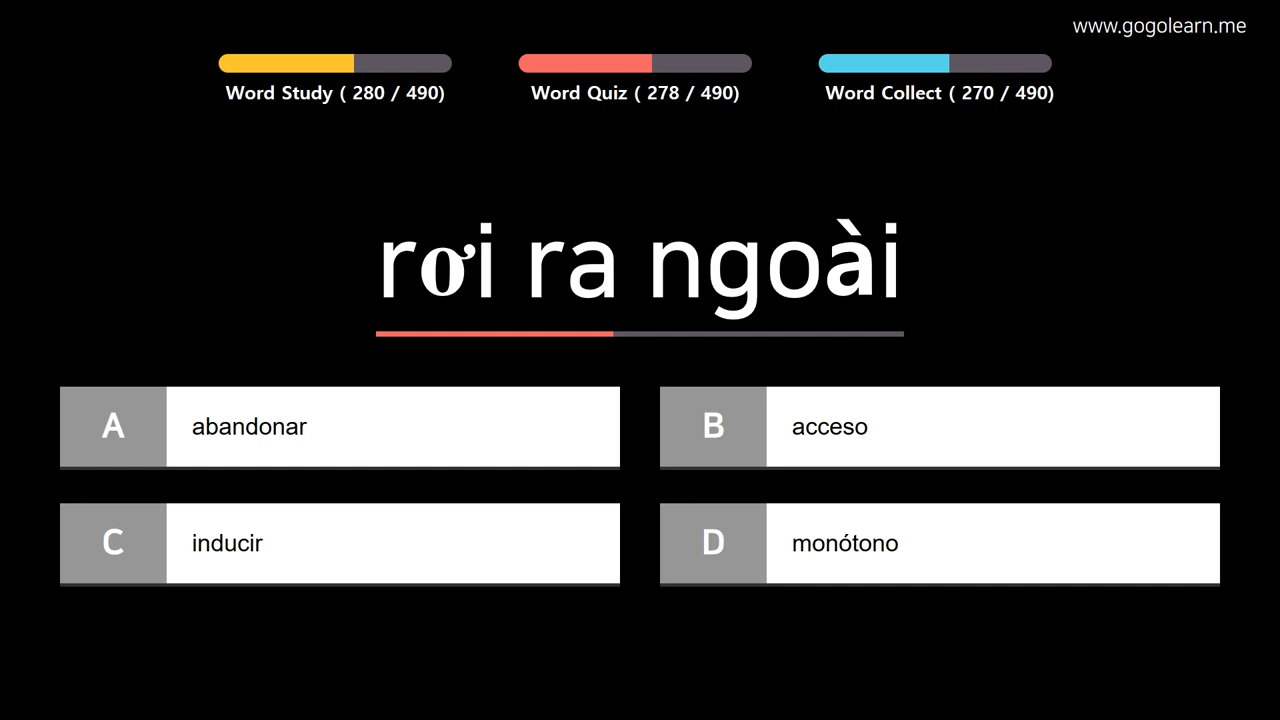 www.gogolearn.me
Word Study ( 280 / 490)
Word Quiz ( 278 / 490)
Word Collect ( 270 / 490)
rơi ra ngoài
A abandonar
B acceso
C inducir
D monótono